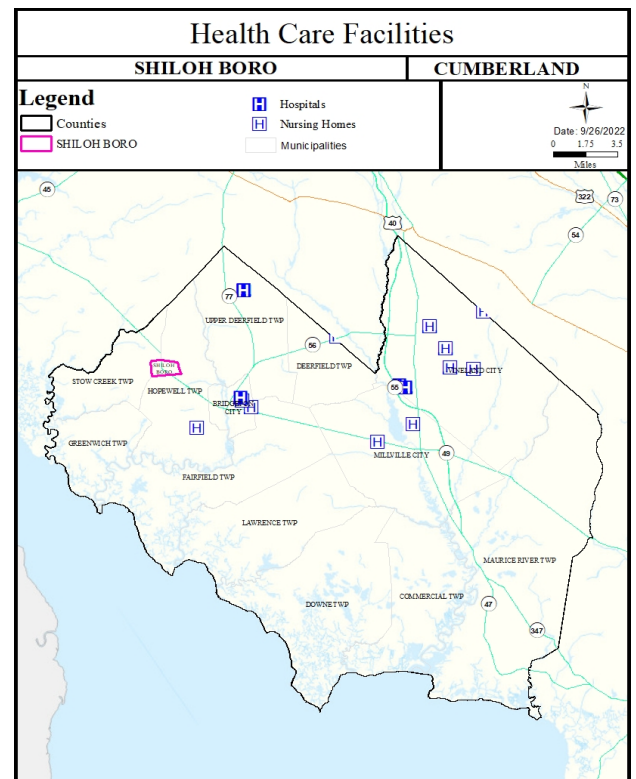 Health Care Facilities
SHILOH BORO
CUMBERLAND
Legend
Counties
SHILOH BORO
H Hospitals
H Nursing Homes
Municipalities
N
Date: 9/26/2022
0 1.75 3.5
Miles
45
40
322
73
54
H
77
UPPER DEERFIELD TWP
H
H
56
H
SHILOH
BORO
DEERFIELD TWP
H
H
VINELAND CITY
STOW CREEK TWP
55
H
HOPEWELL TWP
H
CITY
H
H
H
GREENWICH TWP
H
MILLVILLE CITY
49
FAIRFIELD TWP
LAWRENCE TWP
MAURICE RIVER TWP
COMMERCIAL TWP
DOWNE TWP
47
347